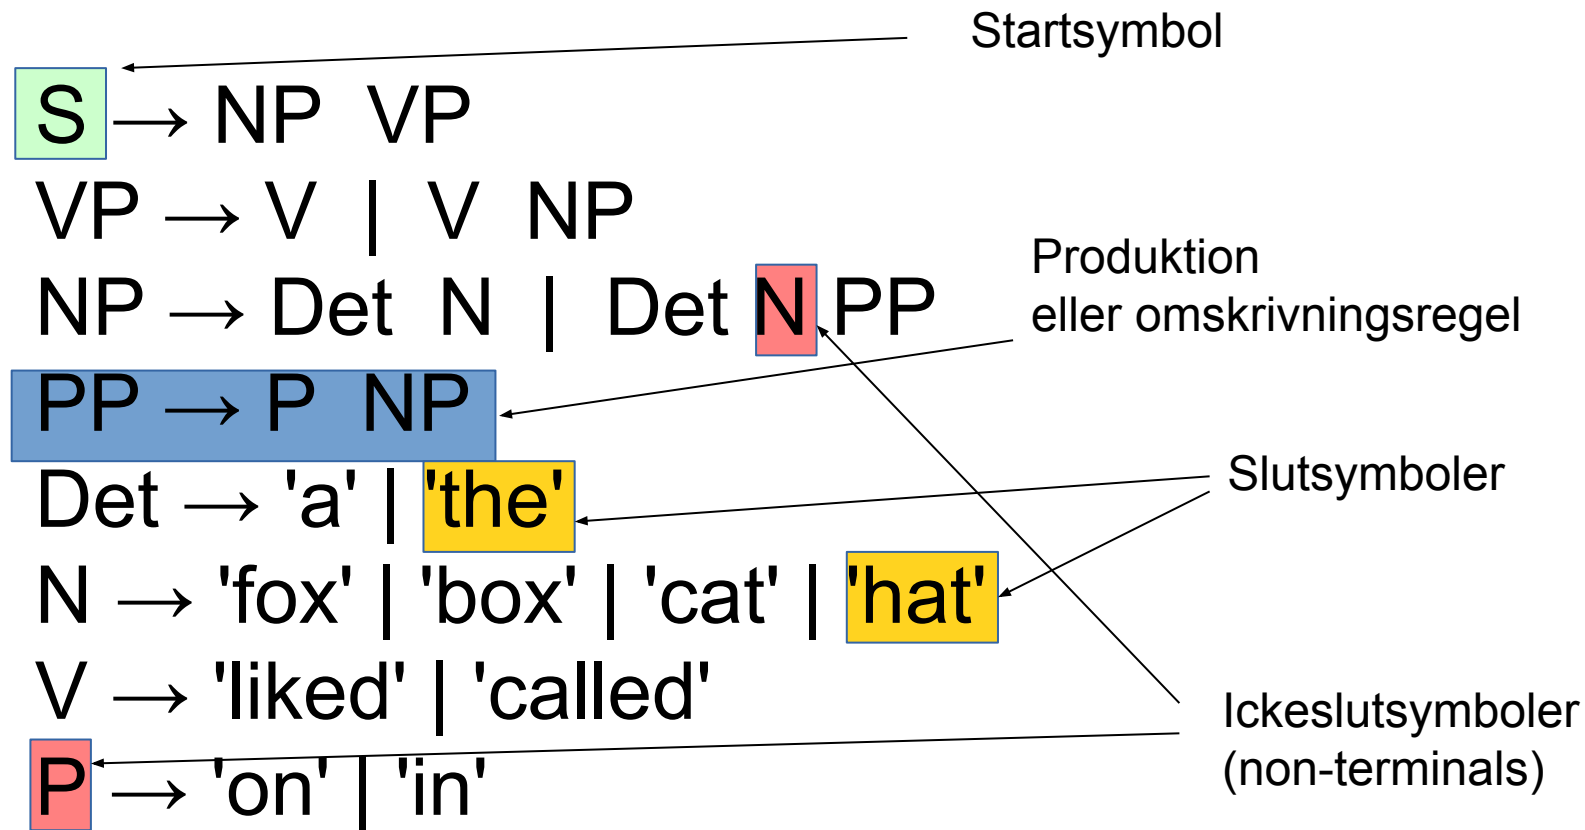 Startsymbol
S → NP VP
VP → V | V NP
NP → Det N | Det N PP
Produktion
eller omskrivningsregel
PP → P NP
Det → 'a' | 'the'
Slutsymboler
N → 'fox' | 'box' | 'cat' | 'hat'
V → 'liked' | 'called'
Ickeslutsymboler
(non-terminals)
P → 'on' | 'in'